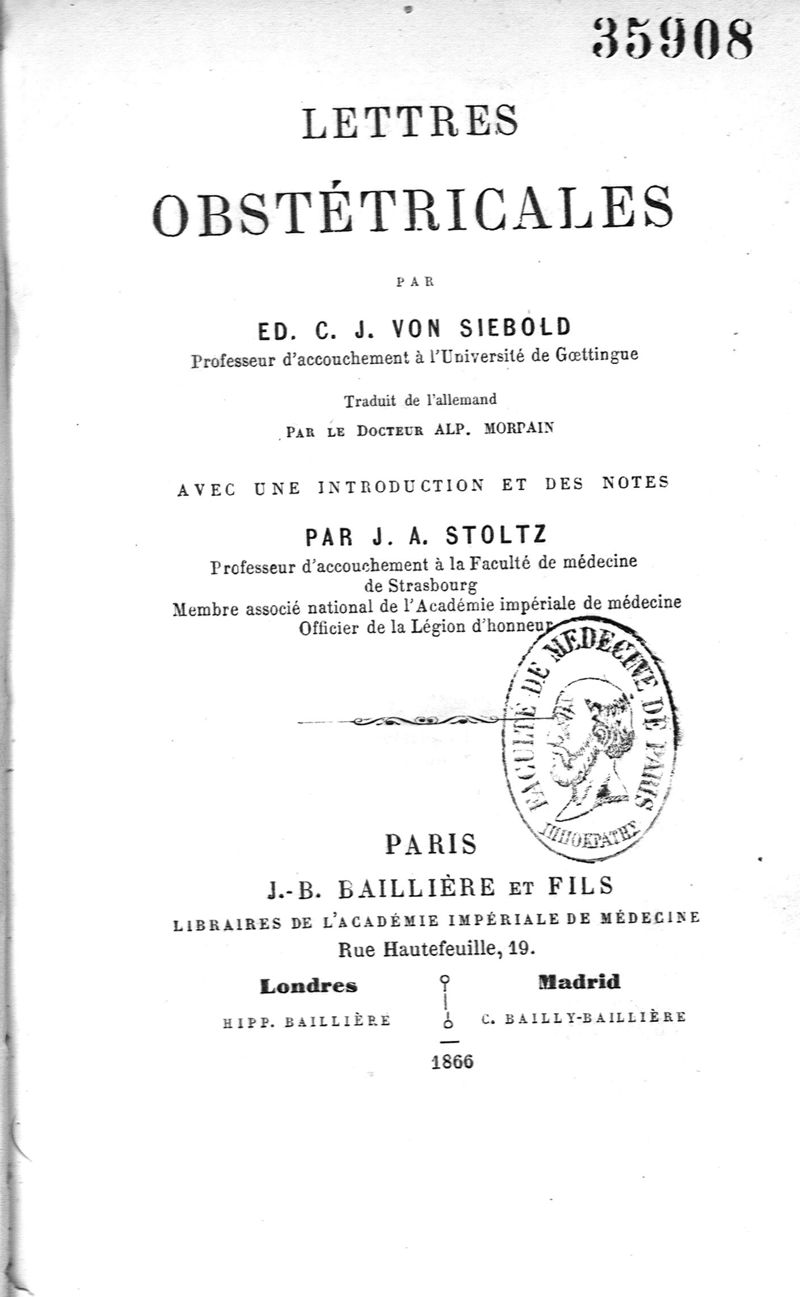 35908
LETTRES
OBSTÉTRICALES
PAR
ED. C. J. VON SIEBOLD
Professeur d'accouchement à l'Université de Gœttingue
Traduit de l'allemand
PAR LE DOCTEUR ALP. MORPAIN
AVEC UNE INTRODUCTION ET DES NOTES
PAR J. A. STOLTZ
Professeur d'accouchement à la Faculté de médecine
de Strasbourg
Membre associé national de l'Académie impériale de médecine
Officier de la Légion d'honneur
FACULTÉ DE MEDECINE DE PARIS
PARIS
J.-B. BAILLIÈRE ET FILS
LIBRAIRES DE L'ACADÉMIE IMPÉRIALE DE MÉDECINE
Rue Hautefeuille, 19.
Londres
HIPP. BAILLIÈRE
Madrid
C. BAILLY-BAILLIÈRE
1866